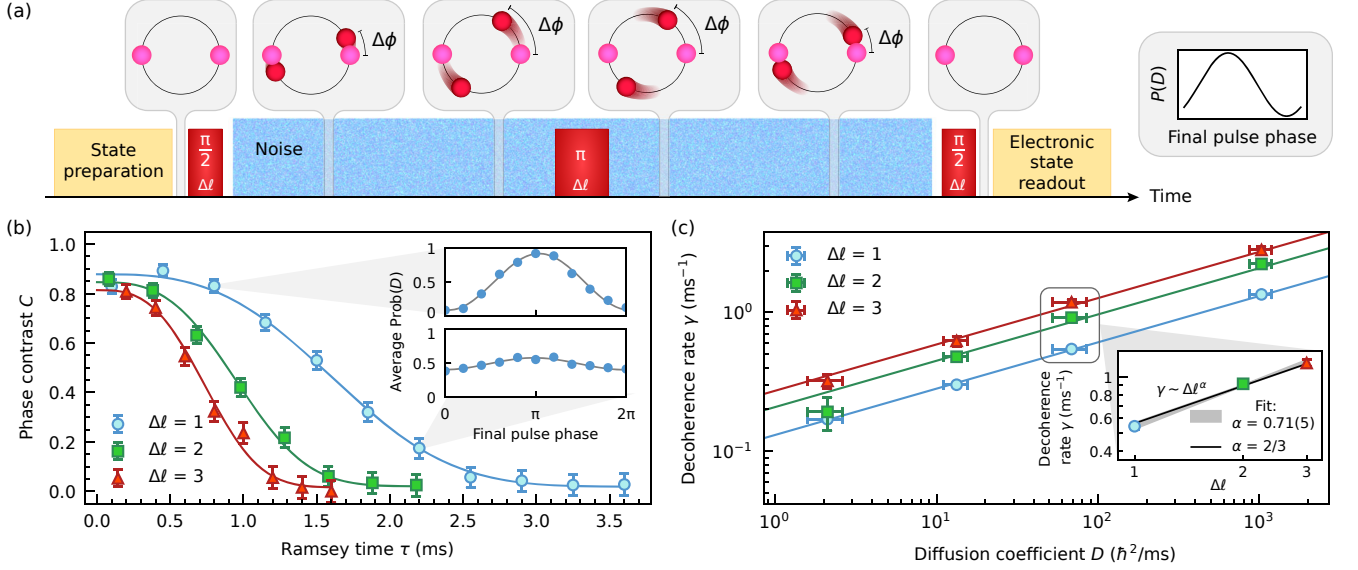 (a)
Δϕ
Δϕ
Δϕ
Δϕ
State
preparation
π
2
Δℓ
Noise
π
Δℓ
π
2
Δℓ
Electronic
state
readout
Time
P(D)
Final pulse phase
(b)
Phase contrast C
1.0
0.8
0.6
0.4
0.2
0.0
0.0 0.5 1.0 1.5 2.0 2.5 3.0 3.5
Ramsey time τ (ms)
Δℓ = 1
Δℓ = 2
Δℓ = 3
Average Prob(D)
1
0.5
0
1
0.5
0
0 π 2π
Final pulse phase
(c)
Decoherence rate γ (ms⁻¹)
10⁰
10⁻¹
10⁰ 10¹ 10² 10³
Diffusion coefficient D (ℏ²/ms)
Δℓ = 1
Δℓ = 2
Δℓ = 3
Decoherence
rate γ (ms⁻¹)
1
0.6
0.4
γ ~ Δℓᵅ
Fit:
α = 0.71(5)
α = 2/3
1 2 3
Δℓ